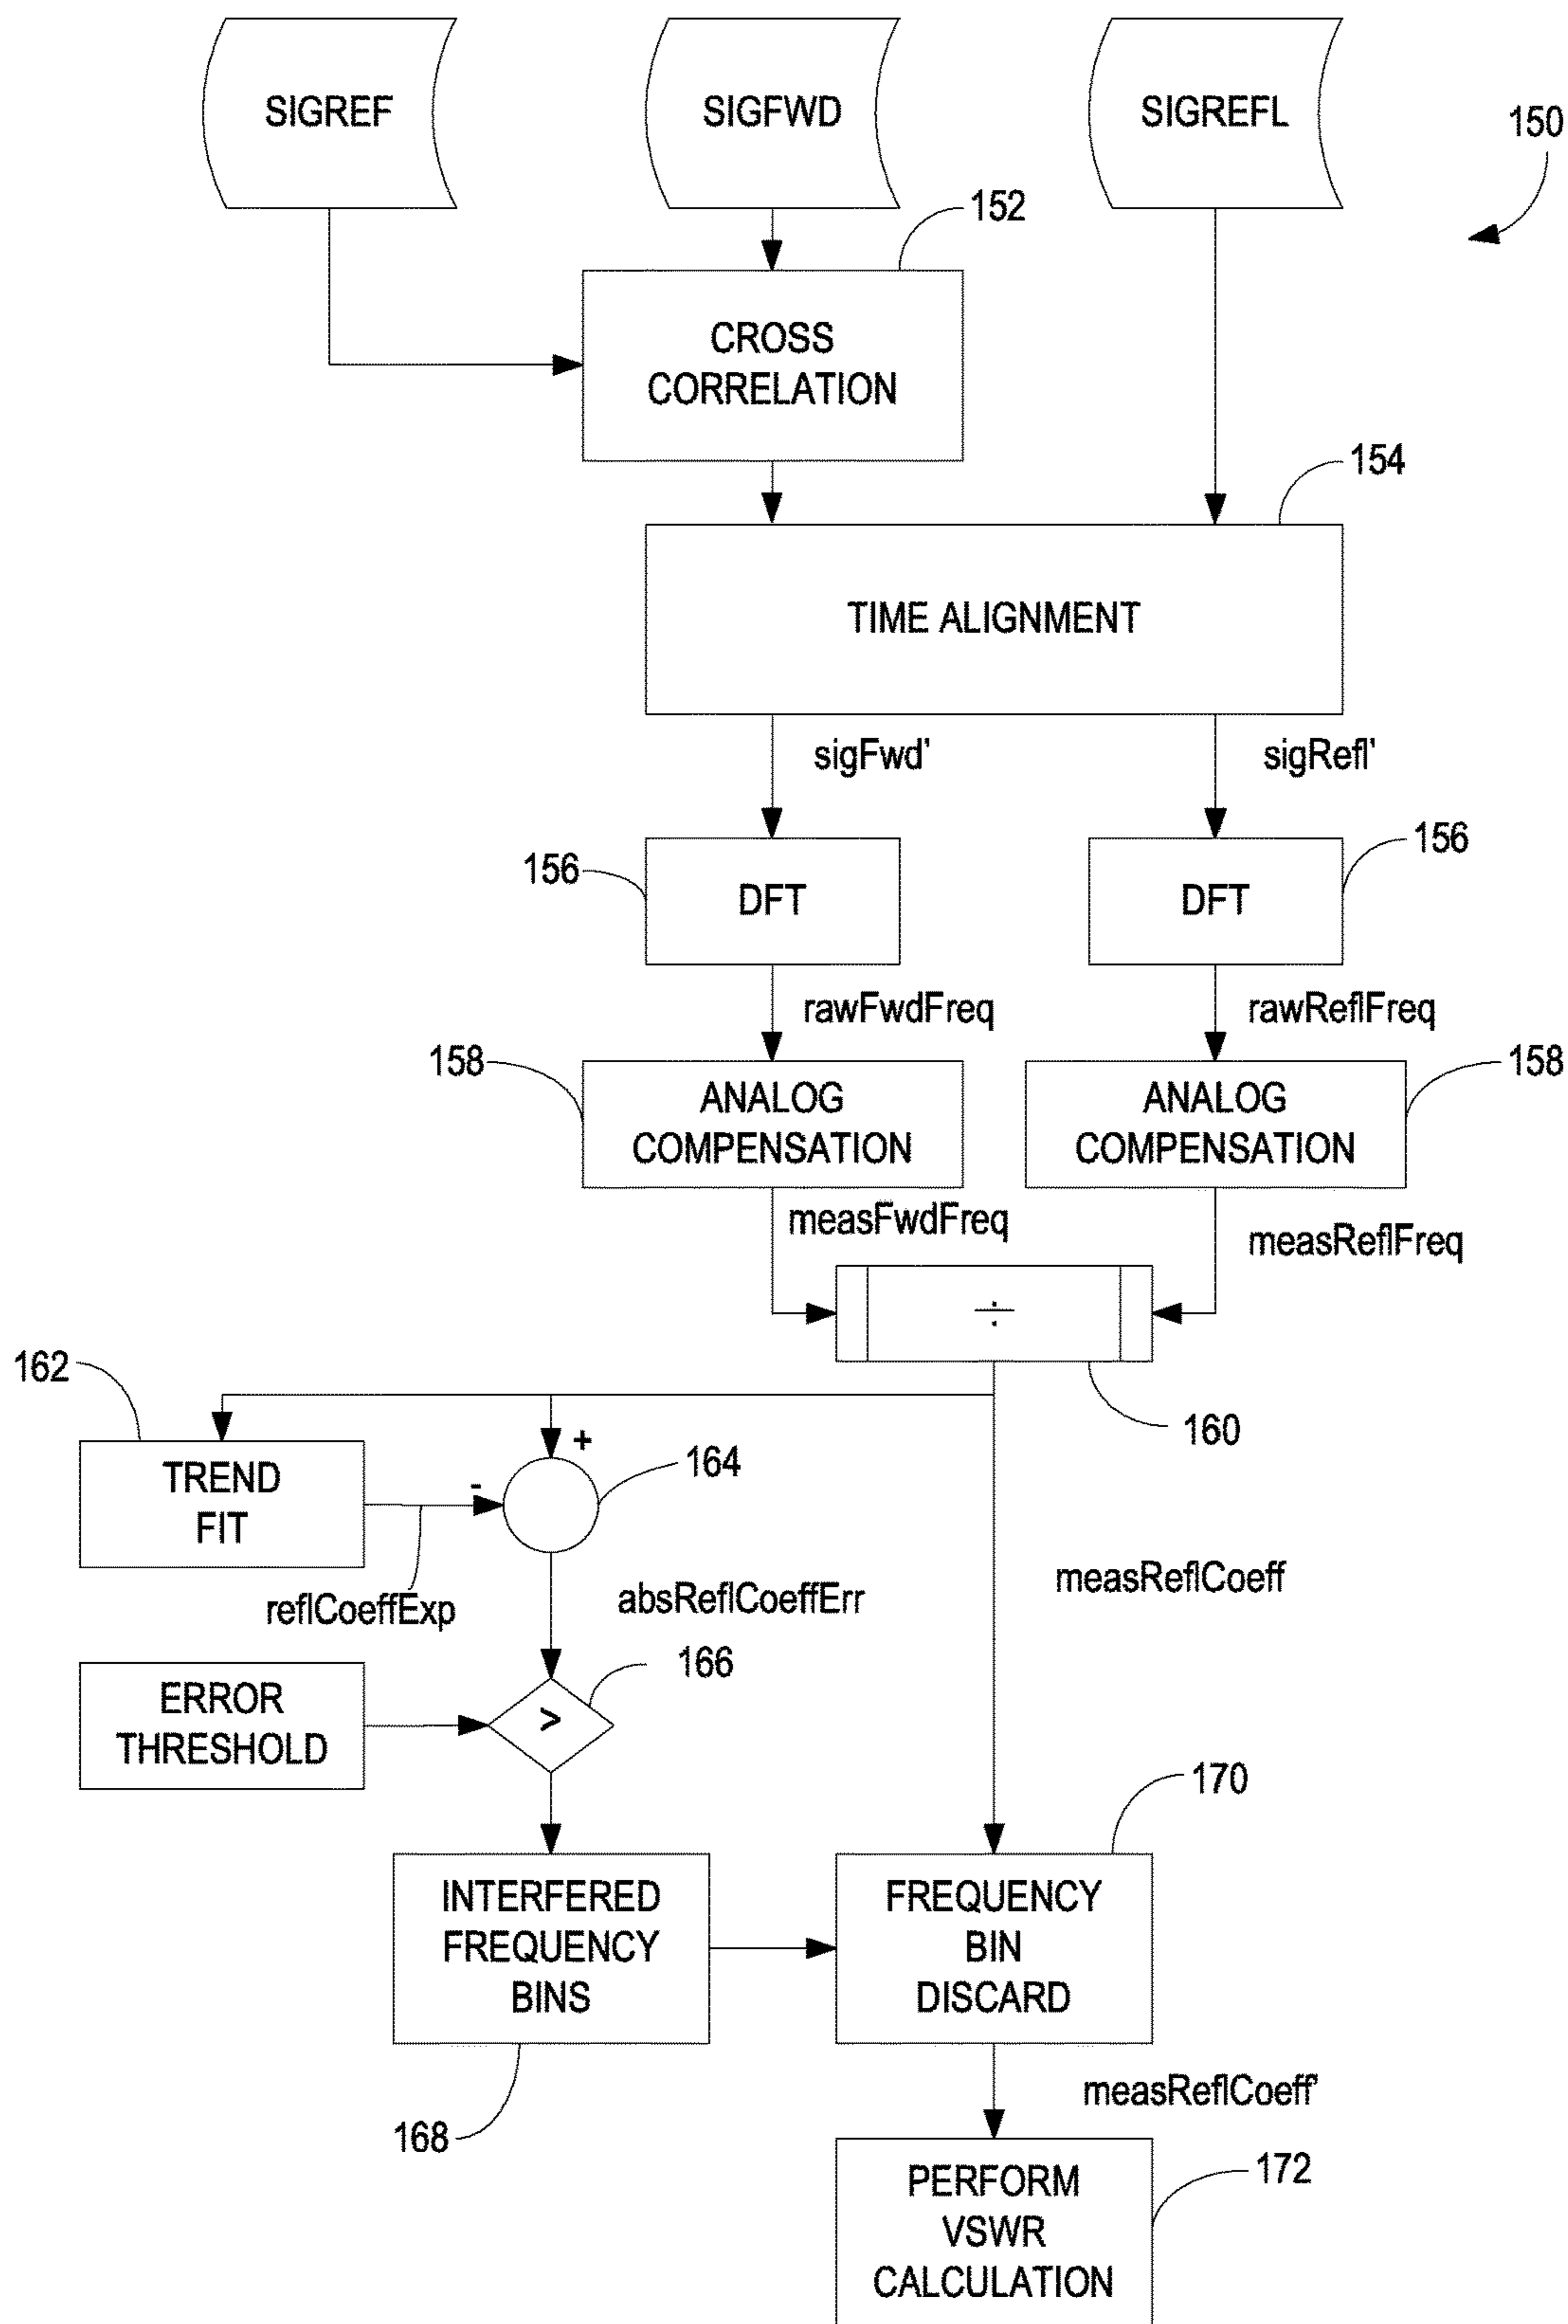 SIGREF
SIGFWD
SIGREFL
150
152
CROSS
CORRELATION
154
TIME ALIGNMENT
sigFwd’
sigRefl’
156
DFT
DFT
156
rawFwdFreq
rawReflFreq
158
ANALOG
COMPENSATION
ANALOG
COMPENSATION
158
measFwdFreq
measReflFreq
÷
160
162
TREND
FIT
+
-
164
reflCoeffExp
absReflCoeffErr
measReflCoeff
ERROR
THRESHOLD
>
166
170
INTERFERED
FREQUENCY
BINS
FREQUENCY
BIN
DISCARD
168
measReflCoeff’
PERFORM
VSWR
CALCULATION
172